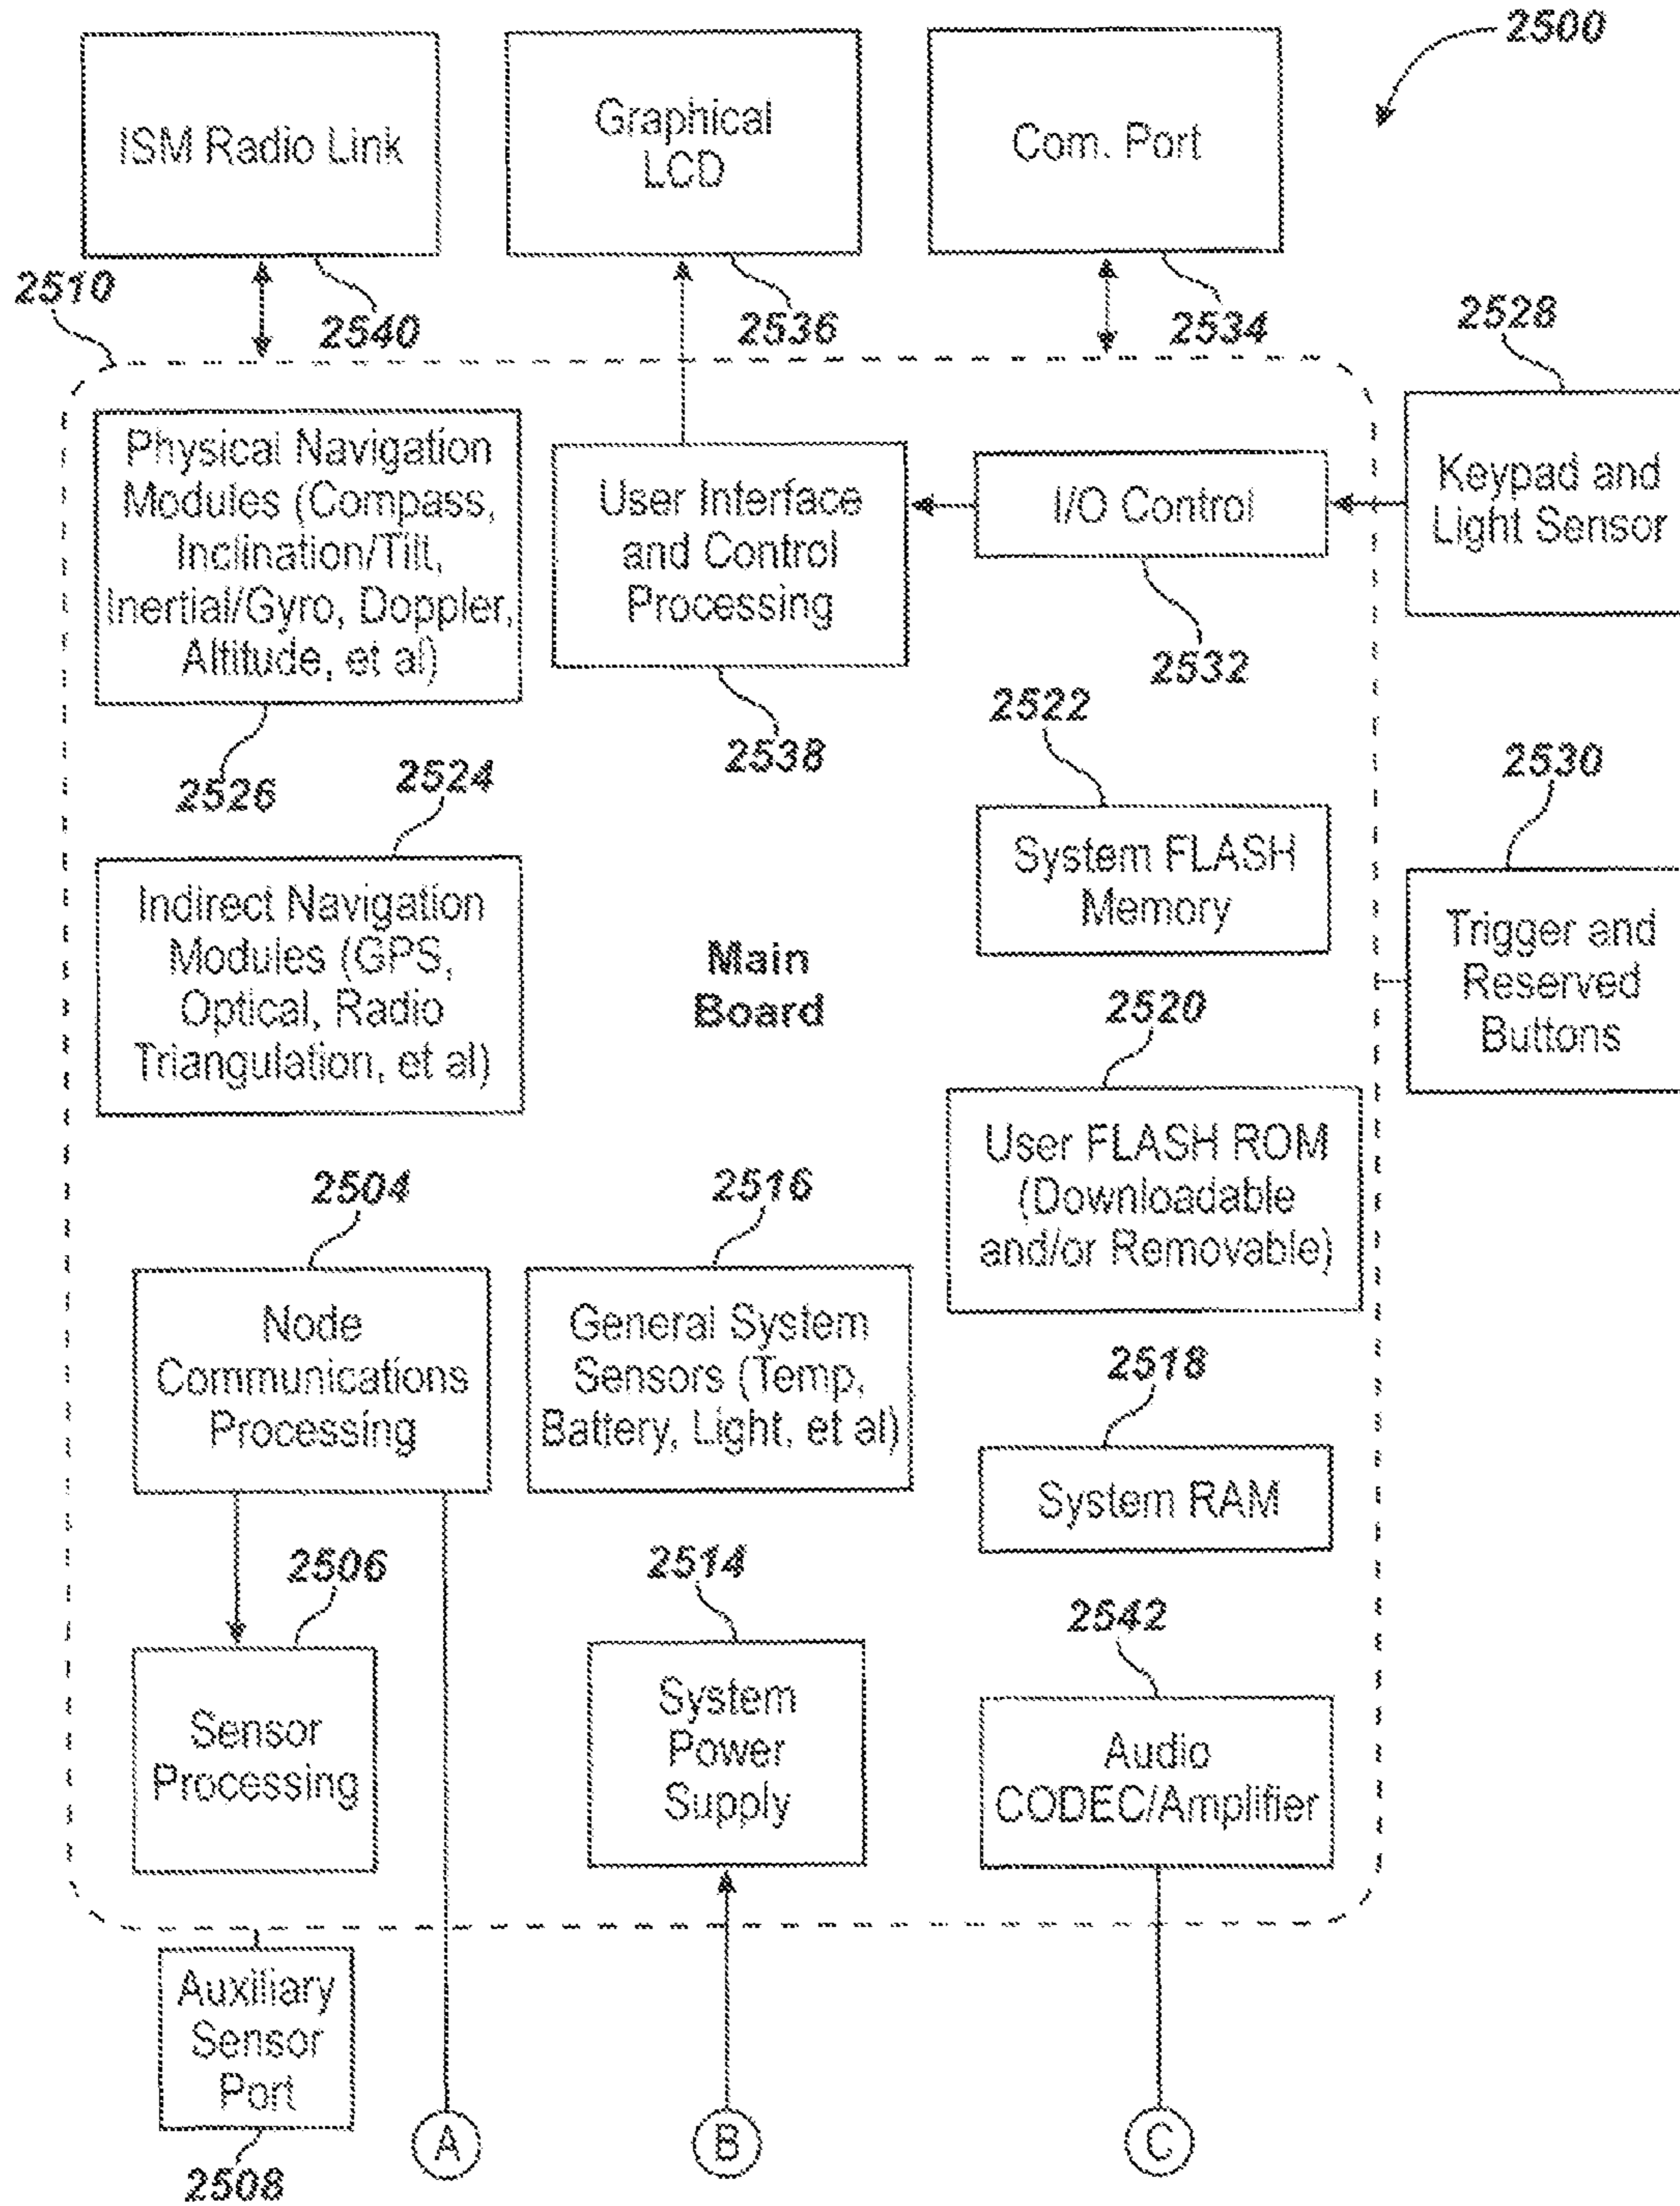 2500
ISM Radio Link
Graphical
LCD
Com. Port
2510
2540
2536
2534
2528
Physical Navigation
Modules (Compass,
Inclination/Tilt,
Inertial/Gyro, Doppler,
Altitude, et al)
User Interface
and Control
Processing
I/O Control
Keypad and
Light Sensor
2532
2522
2538
2530
2526
2524
System FLASH
Memory
Indirect Navigation
Modules (GPS,
Optical, Radio
Triangulation, et al)
Main
Board
Trigger and
Reserved
Buttons
2520
User FLASH ROM
(Downloadable
and/or Removable)
2504
2516
Node
Communications
Processing
General System
Sensors (Temp,
Battery, Light, et al)
2518
System RAM
2506
2514
2542
Sensor
Processing
System
Power
Supply
Audio
CODEC/Amplifier
Auxiliary
Sensor
Port
A
B
C
2508